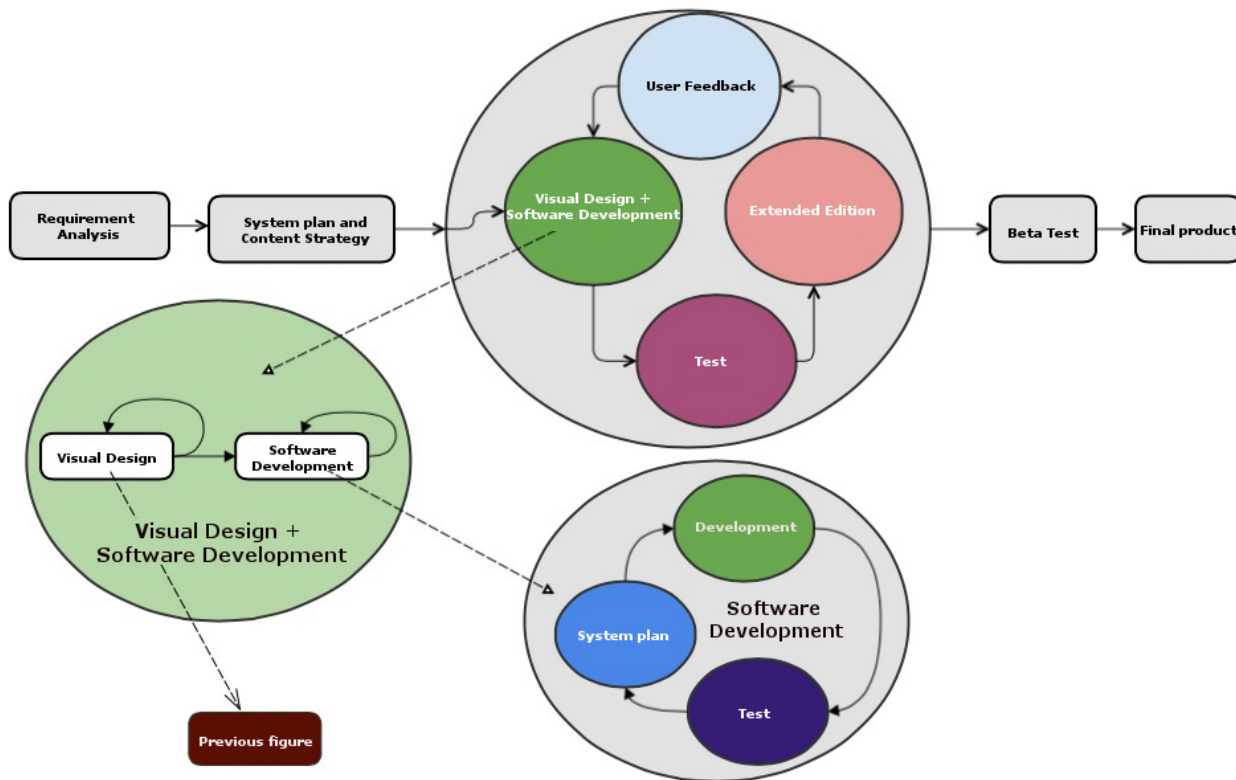 User Feedback
Visual Design +
Software Development
Extended Edition
Requirement
Analysis
System plan and
Content Strategy
Beta Test
Final product
Test
Visual Design
Software
Development
Visual Design +
Software Development
Development
Software
Development
System plan
Test
Previous figure